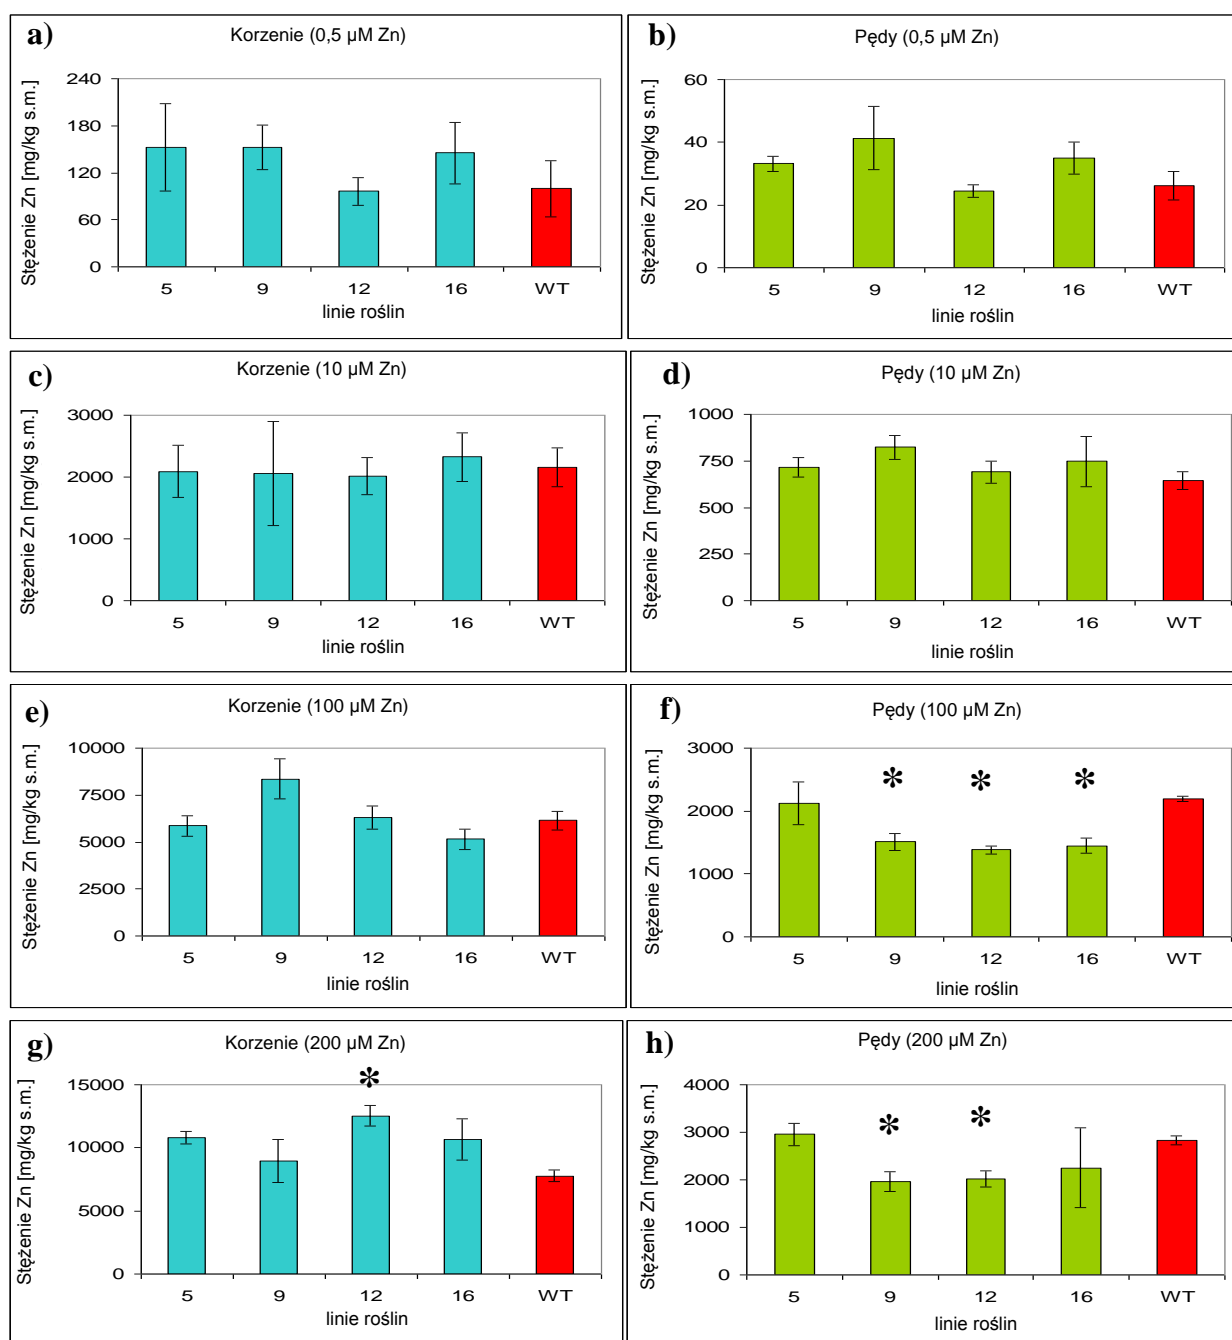 a)
Korzenie (0,5 µM Zn)
Stężenie Zn [mg/kg s.m.]
240
180
120
60
0
5 9 12 16 WT
linie roślin
b)
Pędy (0,5 µM Zn)
Stężenie Zn [mg/kg s.m.]
60
40
20
0
5 9 12 16 WT
linie roślin
c)
Korzenie (10 µM Zn)
Stężenie Zn [mg/kg s.m.]
3000
2000
1000
0
5 9 12 16 WT
linie roślin
d)
Pędy (10 µM Zn)
Stężenie Zn [mg/kg s.m.]
1000
750
500
250
0
5 9 12 16 WT
linie roślin
e)
Korzenie (100 µM Zn)
Stężenie Zn [mg/kg s.m.]
10000
7500
5000
2500
0
5 9 12 16 WT
linie roślin
f)
Pędy (100 µM Zn)
Stężenie Zn [mg/kg s.m.]
3000
2000
1000
0
* * *
5 9 12 16 WT
linie roślin
g)
Korzenie (200 µM Zn)
Stężenie Zn [mg/kg s.m.]
15000
10000
5000
0
*
5 9 12 16 WT
linie roślin
h)
Pędy (200 µM Zn)
Stężenie Zn [mg/kg s.m.]
4000
3000
2000
1000
0
* *
5 9 12 16 WT
linie roślin